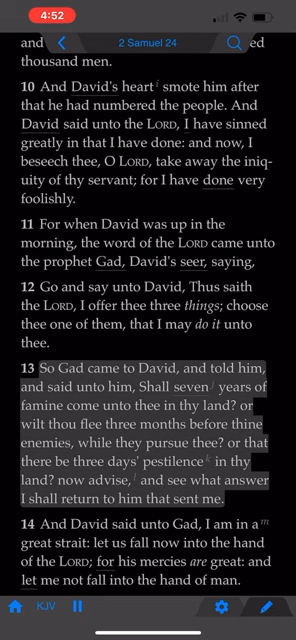 4:52
and
ed
2 Samuel 24
thousand men.
10 And David's heart i smote him after
that he had numbered the people. And
David said unto the LORD, I have sinned
greatly in that I have done: and now, I
beseech thee, O LORD, take away the iniq-
uity of thy servant; for I have done very
foolishly.
11 For when David was up in the
morning, the word of the LORD came unto
the prophet Gad, David's seer, saying,
12 Go and say unto David, Thus saith
the LORD, I offer thee three things; choose
thee one of them, that I may do it unto
thee.
13 So Gad came to David, and told him,
and said unto him, Shall seven j years of
famine come unto thee in thy land? or
wilt thou flee three months before thine
enemies, while they pursue thee? or that
there be three days' pestilence k in thy
land? now advise, l and see what answer
I shall return to him that sent me.
14 And David said unto Gad, I am in a m
great strait: let us fall now into the hand
of the LORD; for his mercies are great: and
let me not fall into the hand of man.
KJV